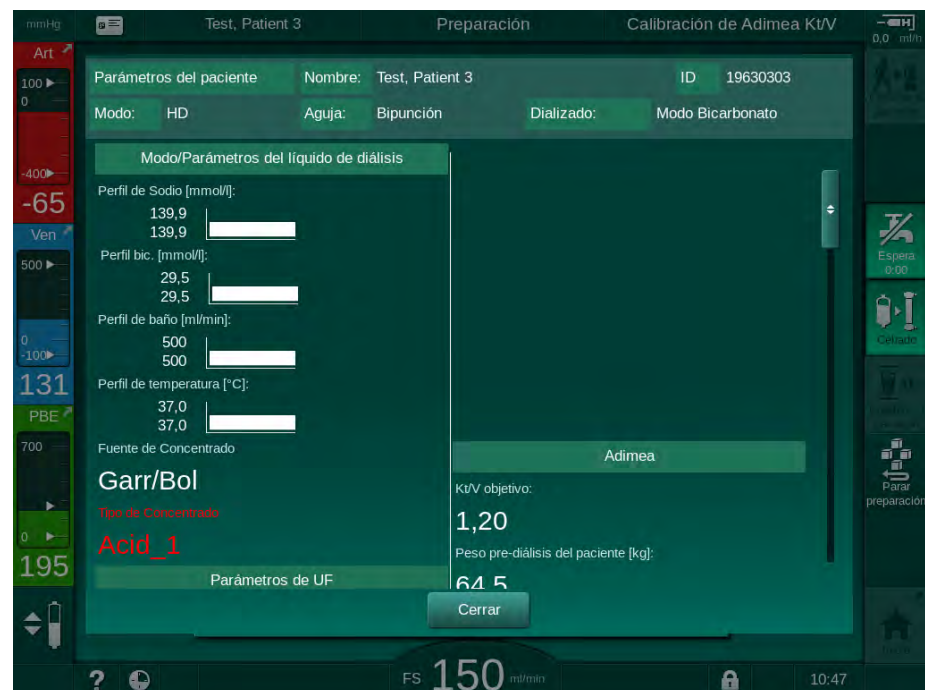 mmHg
Test, Patient 3
Preparación
Calibración de Adimea Kt/V
0,0 ml/h
Art
100
0
-400
-65
Ven
500
0
-100
131
PBE
700
0
195
Parámetros del paciente
Nombre: Test, Patient 3
ID 19630303
Modo: HD
Aguja: Bipunción
Dializado: Modo Bicarbonato
Modo/Parámetros del líquido de diálisis
Perfil de Sodio [mmol/l]:
139,9
139,9
Perfil bic. [mmol/l]:
29,5
29,5
Perfil de baño [ml/min]:
500
500
Perfil de temperatura [°C]:
37,0
37,0
Fuente de Concentrado
Garr/Bol
Tipo de Concentrado
Acid_1
Parámetros de UF
Adimea
Kt/V objetivo:
1,20
Peso pre-diálisis del paciente [kg]:
64,5
Cerrar
Espera
0:00
Cebado
Parar
preparación
? FS 150 ml/min
10:47